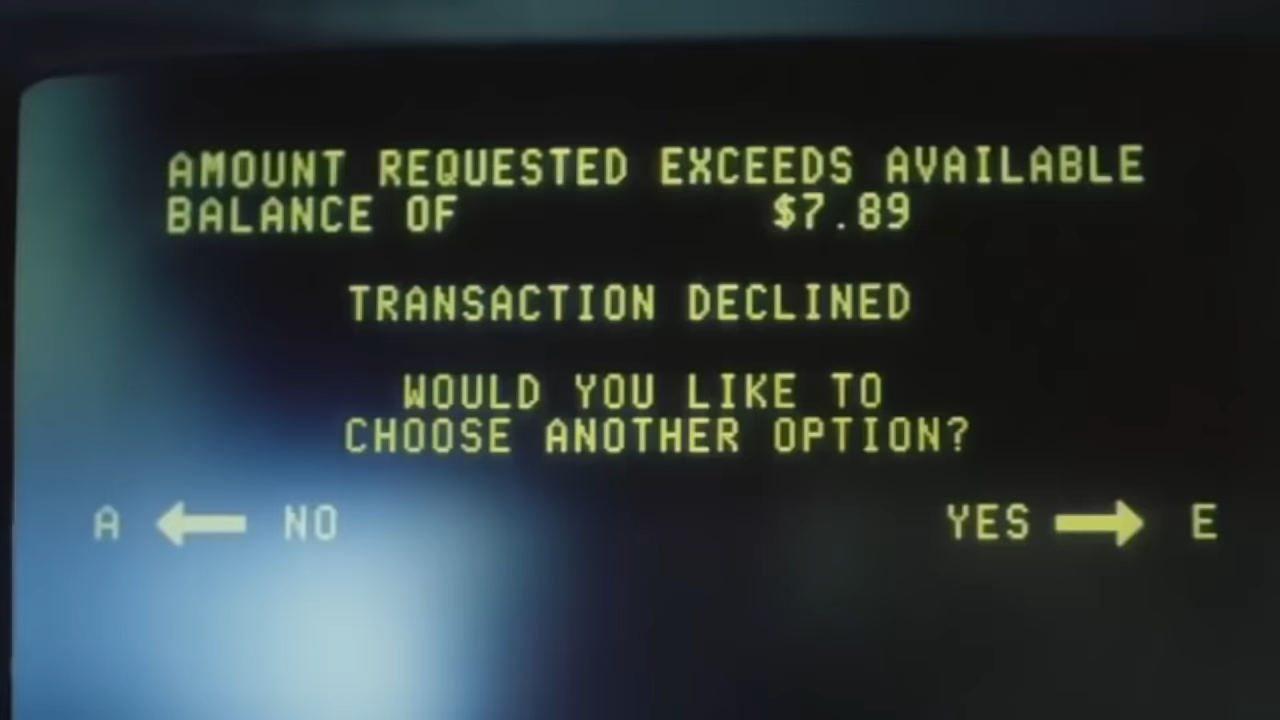 AMOUNT REQUESTED EXCEEDS AVAILABLE
BALANCE OF $7.89
TRANSACTION DECLINED
WOULD YOU LIKE TO
CHOOSE ANOTHER OPTION?
A ← NO YES → E